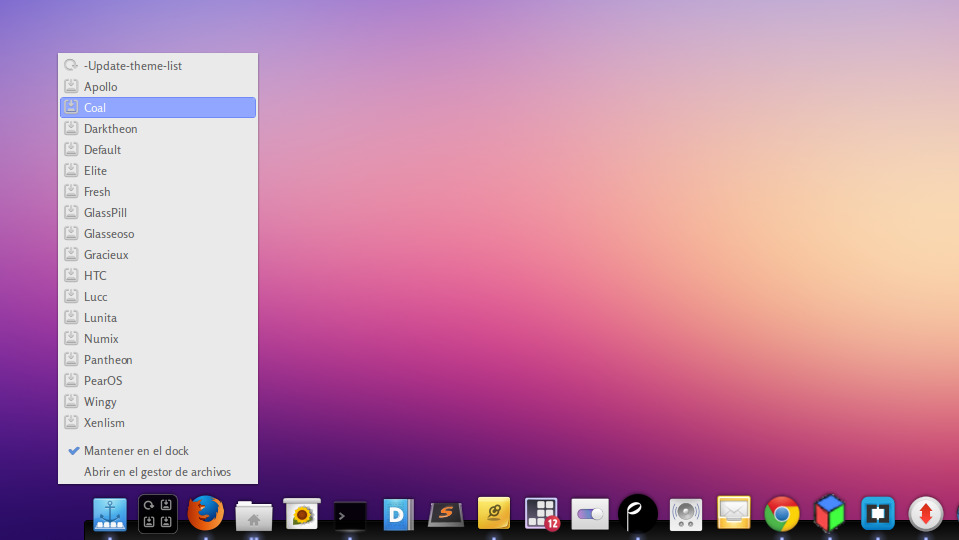 -Update-theme-list
Apollo
Coal
Darktheon
Default
Elite
Fresh
GlassPill
Glasseoso
Gracieux
HTC
Lucc
Lunita
Numix
Pantheon
PearOS
Wingy
Xenlism
Mantener en el dock
Abrir en el gestor de archivos
>
D
S
12